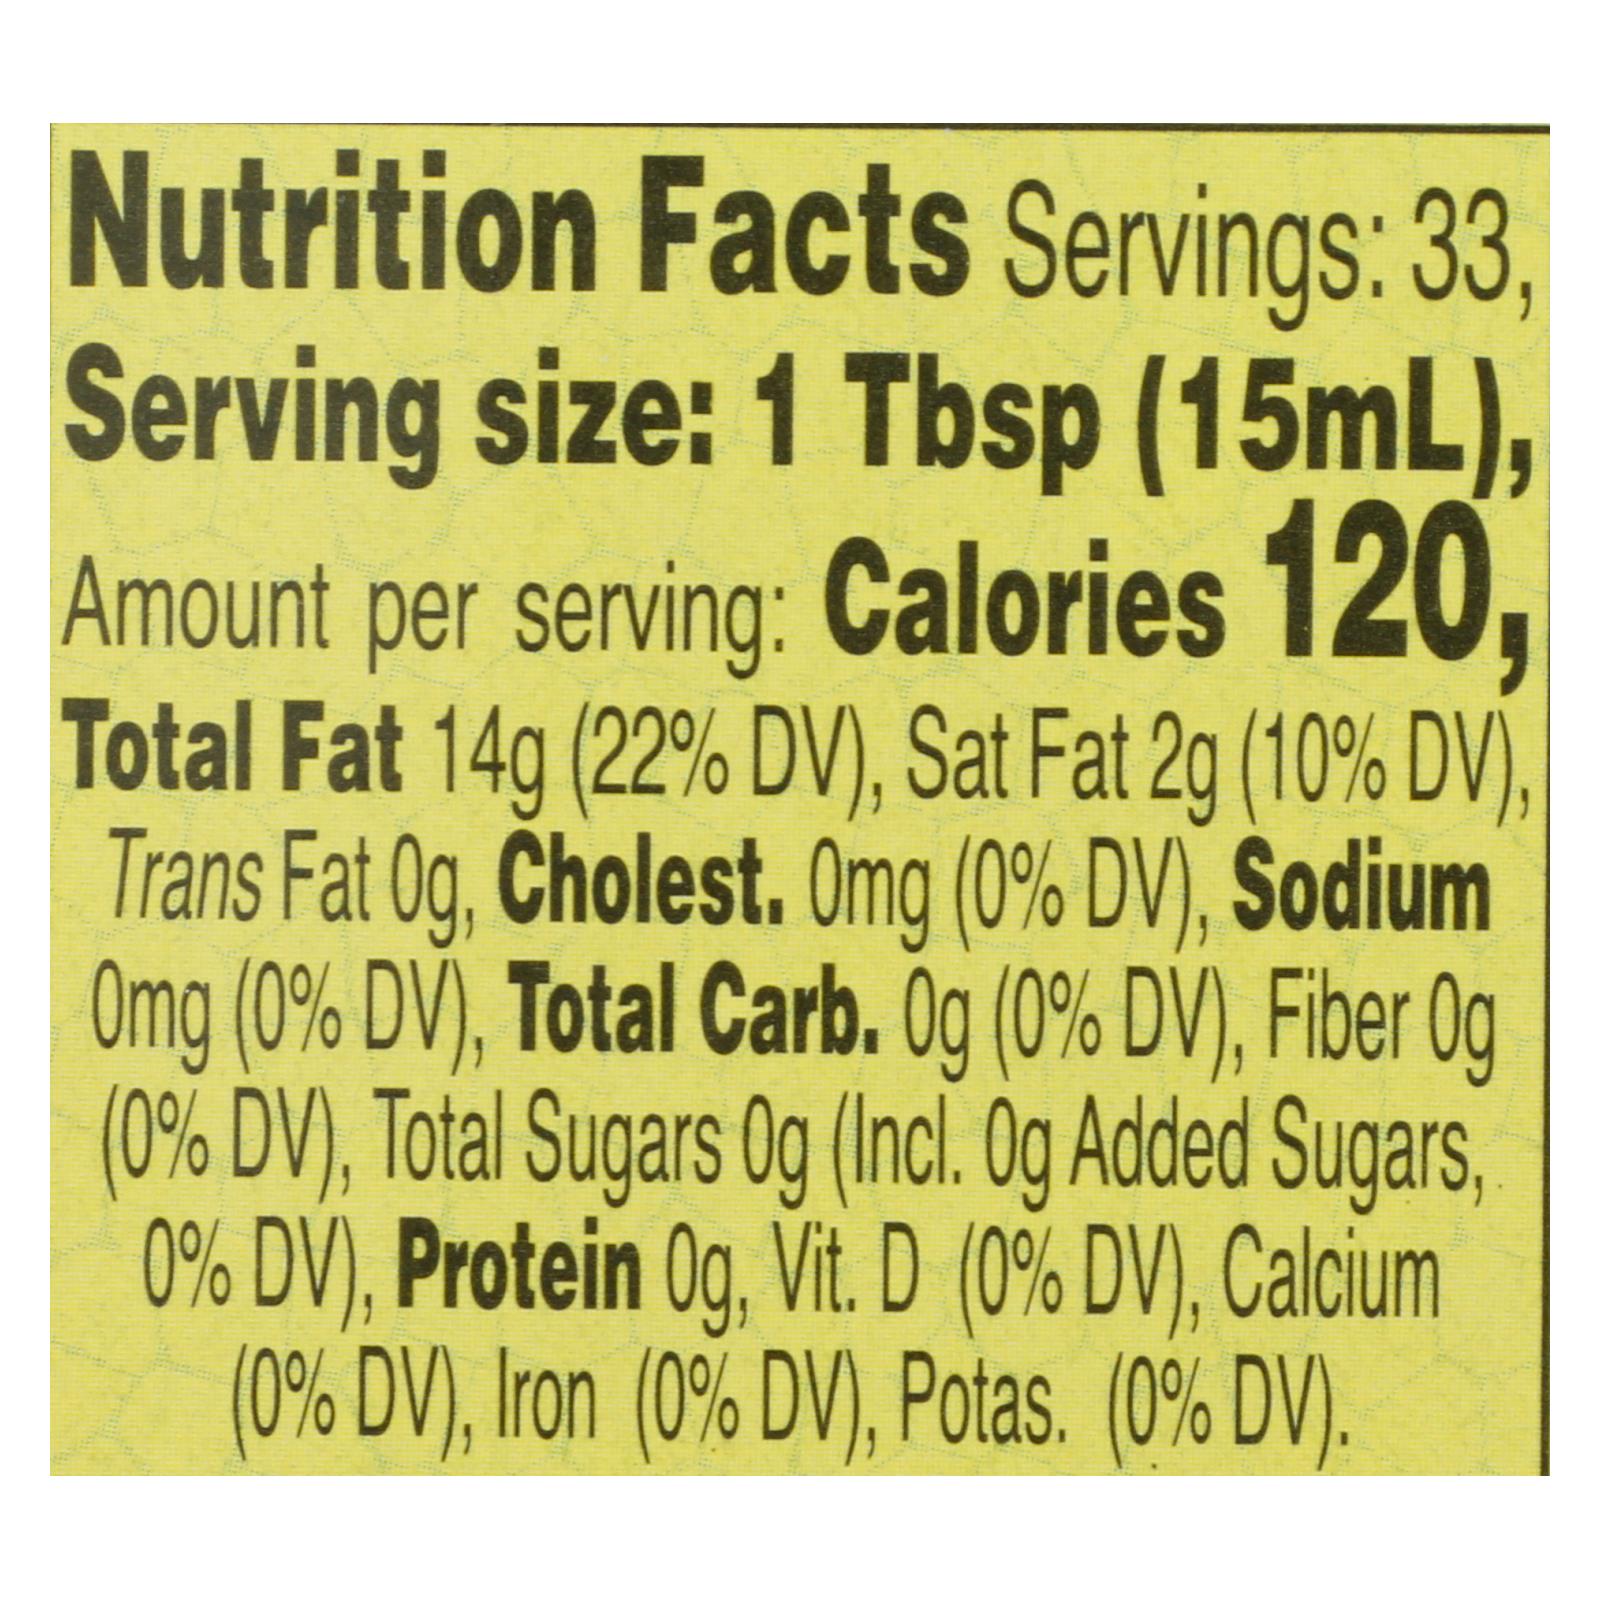 Nutrition Facts Servings: 33,
Serving size: 1 Tbsp (15mL),
Amount per serving: Calories 120,
Total Fat 14g (22% DV), Sat Fat 2g (10% DV),
Trans Fat 0g, Cholest. 0mg (0% DV), Sodium
0mg (0% DV), Total Carb. 0g (0% DV), Fiber 0g
(0% DV), Total Sugars 0g (Incl. 0g Added Sugars,
0% DV), Protein 0g, Vit. D (0% DV), Calcium
(0% DV), Iron (0% DV), Potas. (0% DV).